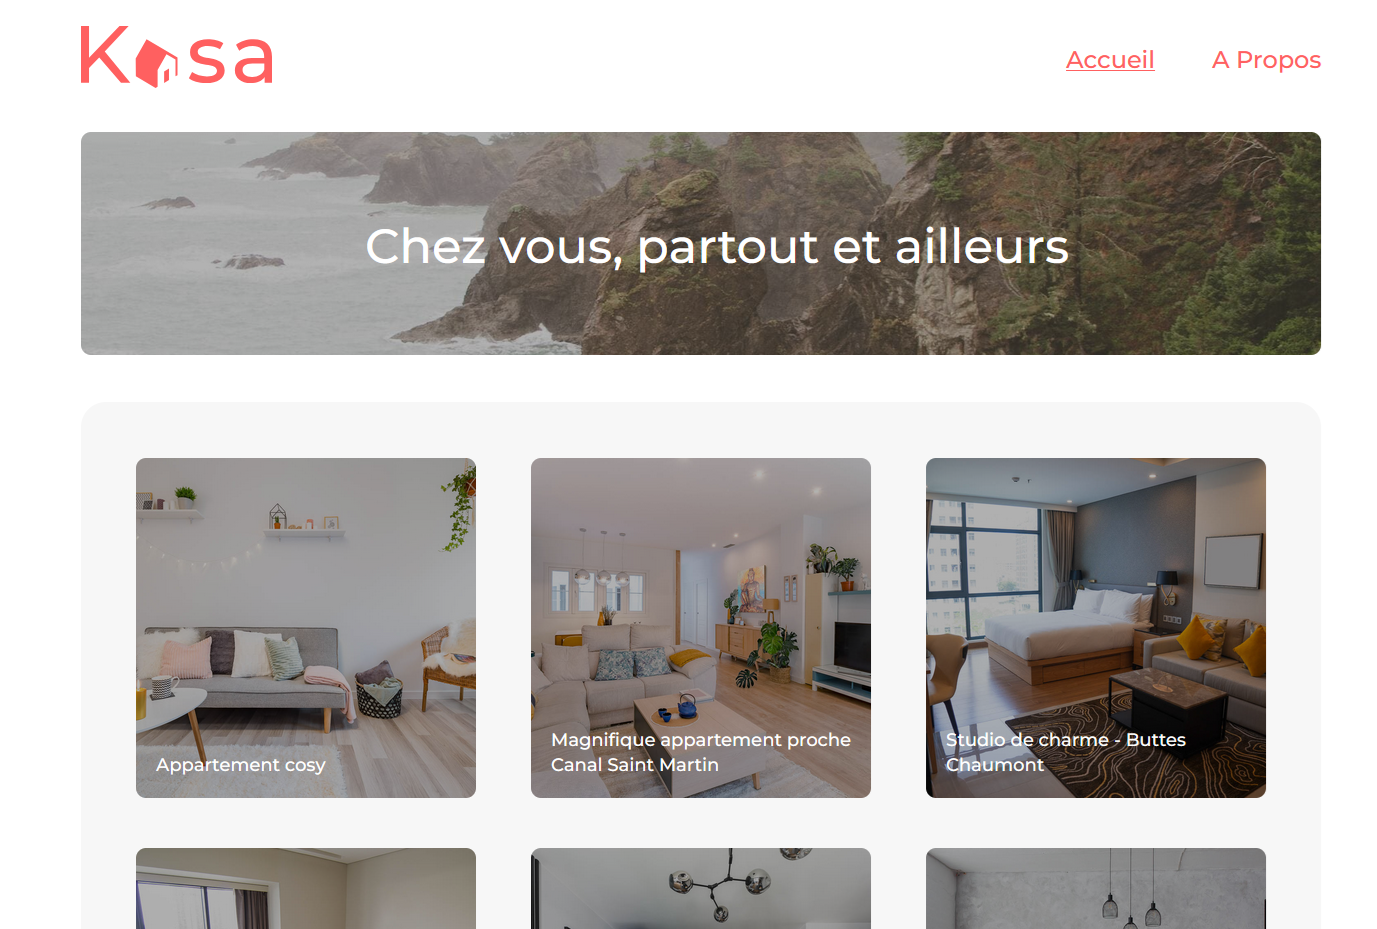 Kasa
Accueil
A Propos
Chez vous, partout et ailleurs
Appartement cosy
Magnifique appartement proche
Canal Saint Martin
Studio de charme - Buttes
Chaumont